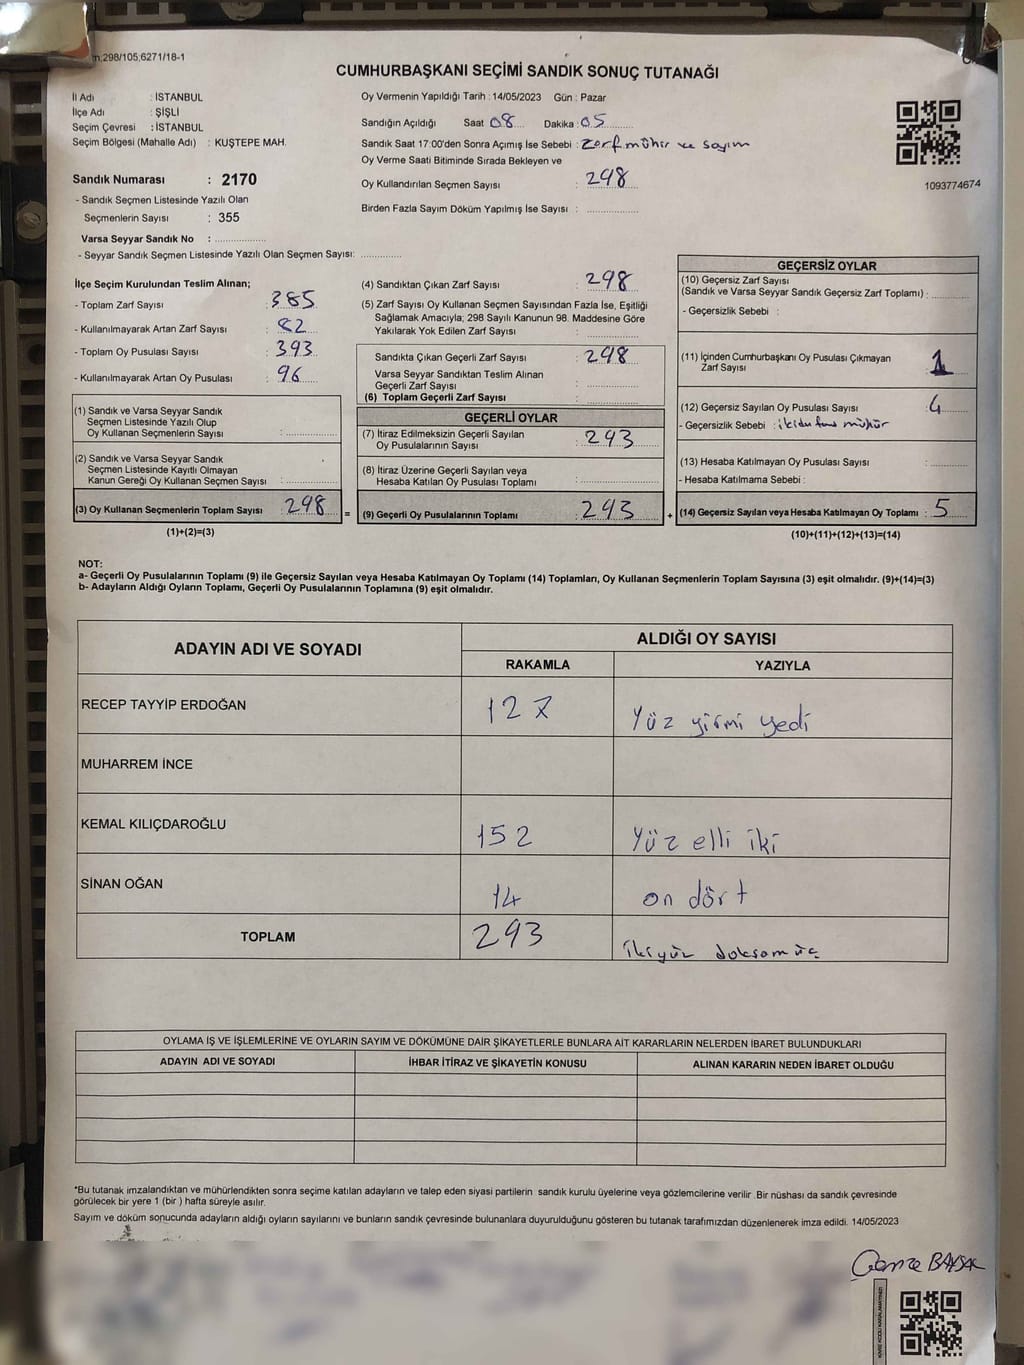 n:298/105;6271/18-1
CUMHURBAŞKANI SEÇİMİ SANDIK SONUÇ TUTANAĞI
İl Adı : İSTANBUL
İlçe Adı : ŞİŞLİ
Seçim Çevresi : İSTANBUL
Seçim Bölgesi (Mahalle Adı) : KUŞTEPE MAH.
Oy Vermenin Yapıldığı Tarih : 14/05/2023 Gün : Pazar
Sandığın Açıldığı Saat 08 Dakika : 05
Sandık Saat 17:00'den Sonra Açımış İse Sebebi : Zarf mühür ve sayım
Oy Verme Saati Bitiminde Sırada Bekleyen ve
Oy Kullandırılan Seçmen Sayısı : 298
Birden Fazla Sayım Döküm Yapılmış İse Sayısı :
1093774674
Sandık Numarası : 2170
- Sandık Seçmen Listesinde Yazılı Olan
Seçmenlerin Sayısı : 355
Varsa Seyyar Sandık No :
- Seyyar Sandık Seçmen Listesinde Yazılı Olan Seçmen Sayısı:
İlçe Seçim Kurulundan Teslim Alınan;
- Toplam Zarf Sayısı : 385
- Kullanılmayarak Artan Zarf Sayısı : 82
- Toplam Oy Pusulası Sayısı : 393
- Kullanılmayarak Artan Oy Pusulası : 96
(1) Sandık ve Varsa Seyyar Sandık
Seçmen Listesinde Yazılı Olup
Oy Kullanan Seçmenlerin Sayısı :
(2) Sandık ve Varsa Seyyar Sandık
Seçmen Listesinde Kayıtlı Olmayan
Kanun Gereği Oy Kullanan Seçmen Sayısı :
(3) Oy Kullanan Seçmenlerin Toplam Sayısı : 298 =
(1)+(2)=(3)
(4) Sandıktan Çıkan Zarf Sayısı : 298
(5) Zarf Sayısı Oy Kullanan Seçmen Sayısından Fazla İse, Eşitliği
Sağlamak Amacıyla; 298 Sayılı Kanunun 98. Maddesine Göre
Yakılarak Yok Edilen Zarf Sayısı :
Sandıkta Çıkan Geçerli Zarf Sayısı : 298
Varsa Seyyar Sandıktan Teslim Alınan
Geçerli Zarf Sayısı :
(6) Toplam Geçerli Zarf Sayısı :
GEÇERLİ OYLAR
(7) İtiraz Edilmeksizin Geçerli Sayılan
Oy Pusulalarının Sayısı : 293
(8) İtiraz Üzerine Geçerli Sayılan veya
Hesaba Katılan Oy Pusulası Toplamı :
(9) Geçerli Oy Pusulalarının Toplamı : 293 +
GEÇERSİZ OYLAR
(10) Geçersiz Zarf Sayısı
(Sandık ve Varsa Seyyar Sandık Geçersiz Zarf Toplamı) :
- Geçersizlik Sebebi :
(11) İçinden Cumhurbaşkanı Oy Pusulası Çıkmayan
Zarf Sayısı : 1
(12) Geçersiz Sayılan Oy Pusulası Sayısı : 4
- Geçersizlik Sebebi : mühür
(13) Hesaba Katılmayan Oy Pusulası Sayısı :
- Hesaba Katılmama Sebebi :
(14) Geçersiz Sayılan veya Hesaba Katılmayan Oy Toplamı : 5
(10)+(11)+(12)+(13)=(14)
NOT:
a- Geçerli Oy Pusulalarının Toplamı (9) ile Geçersiz Sayılan veya Hesaba Katılmayan Oy Toplamı (14) Toplamları, Oy Kullanan Seçmenlerin Toplam Sayısına (3) eşit olmalıdır. (9)+(14)=(3)
b- Adayların Aldığı Oyların Toplamı, Geçerli Oy Pusulalarının Toplamına (9) eşit olmalıdır.
ADAYIN ADI VE SOYADI
ALDIĞI OY SAYISI
RAKAMLA YAZIYLA
RECEP TAYYİP ERDOĞAN 127 Yüz yirmi yedi
MUHARREM İNCE
KEMAL KILIÇDAROĞLU 152 Yüz elli iki
SİNAN OĞAN 14 on dört
TOPLAM 293 ikiyüz doksan üç
OYLAMA İŞ VE İŞLEMLERİNE VE OYLARIN SAYIM VE DÖKÜMÜNE DAİR ŞİKAYETLERLE BUNLARA AİT KARARLARIN NELERDEN İBARET BULUNDUKLARI
ADAYIN ADI VE SOYADI İHBAR İTİRAZ VE ŞİKAYETİN KONUSU ALINAN KARARIN NEDEN İBARET OLDUĞU
*Bu tutanak imzalandıktan ve mühürlendikten sonra seçime katılan adayların ve talep eden siyasi partilerin sandık kurulu üyelerine veya gözlemcilerine verilir .Bir nüshası da sandık çevresinde
görülecek bir yere 1 (bir ) hafta süreyle asılır.
Sayım ve döküm sonucunda adayların aldığı oyların sayılarını ve bunların sandık çevresinde bulunanlara duyurulduğunu gösteren bu tutanak tarafımızdan düzenlenerek imza edildi. 14/05/2023